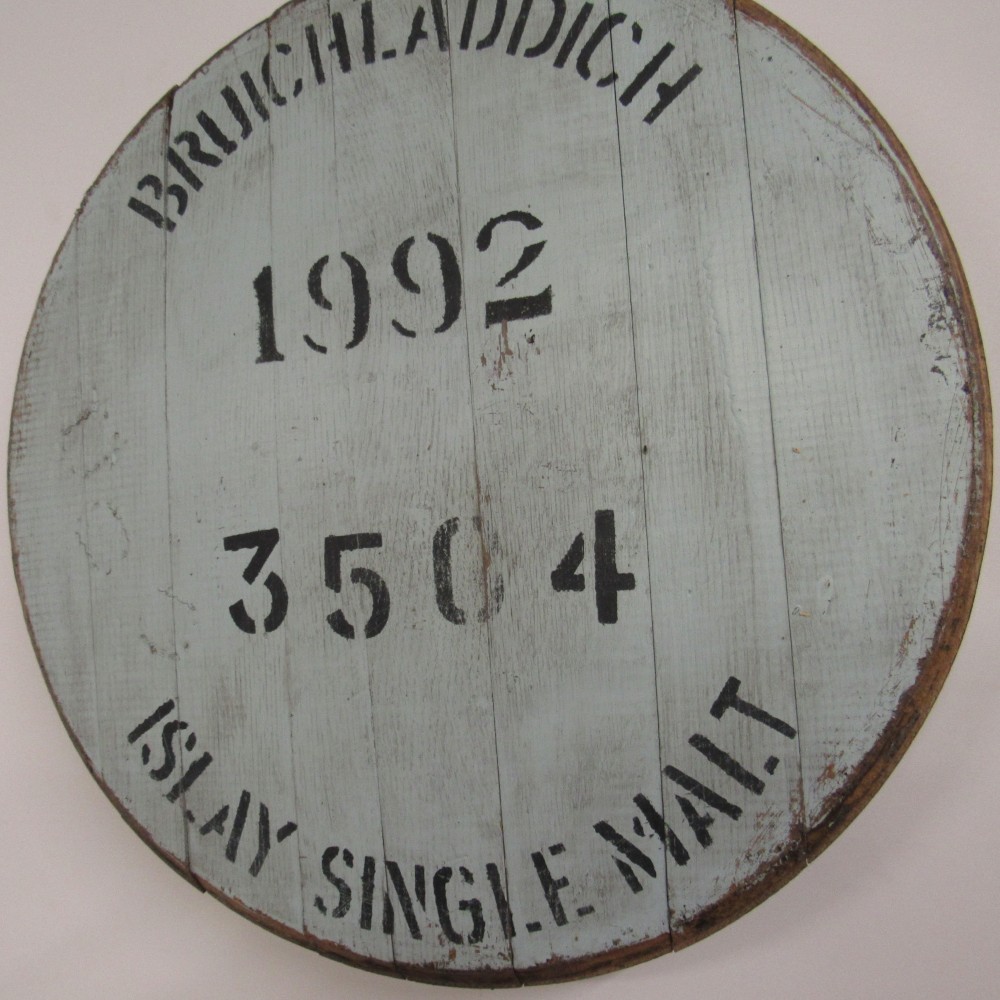 BRUICHLADDICH
1992
3504
ISLAY SINGLE MALT